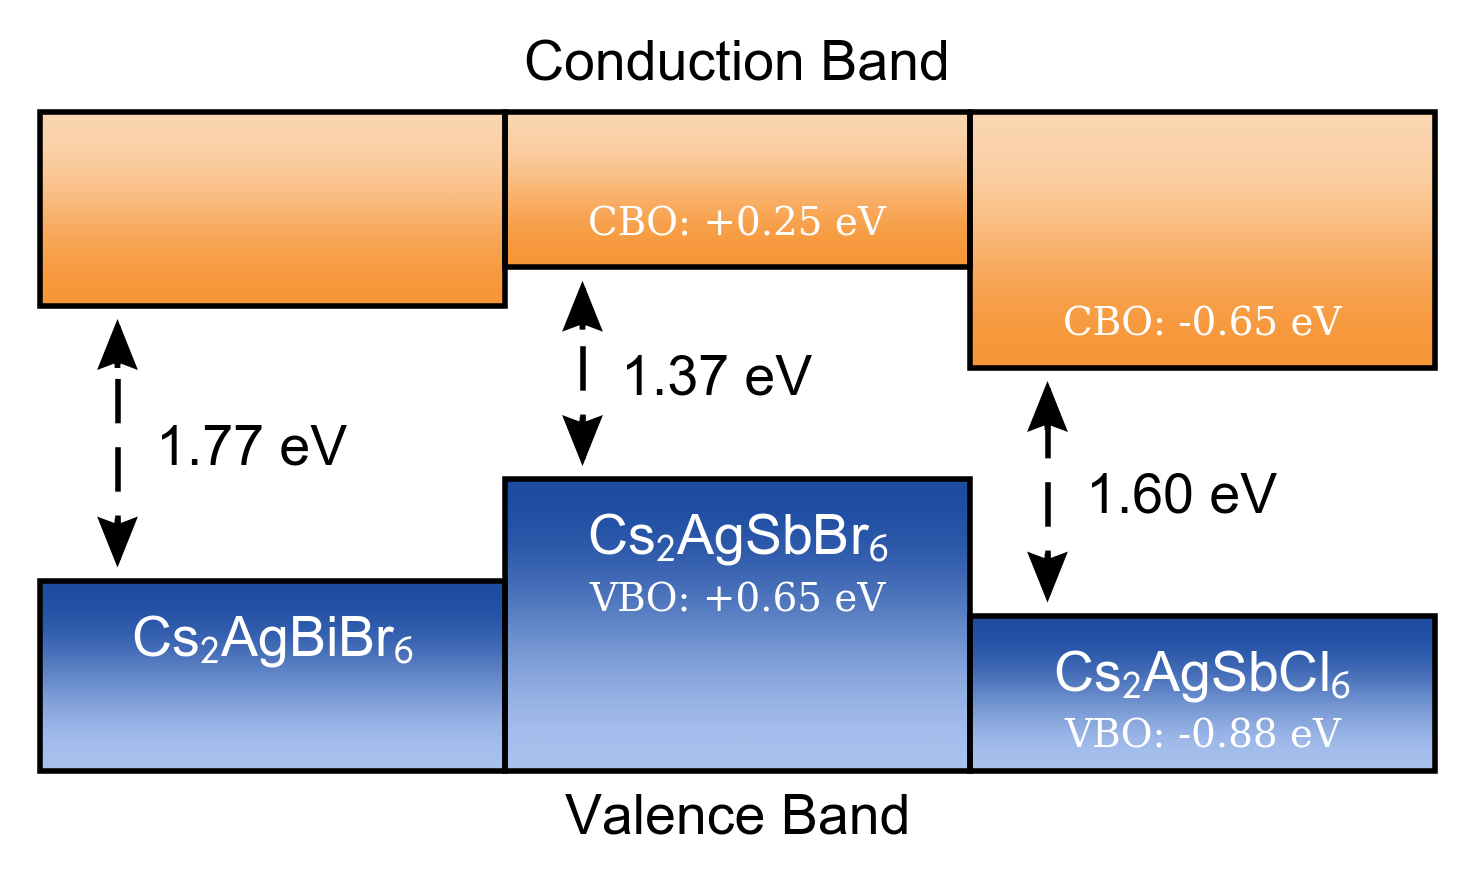 Conduction Band
CBO: +0.25 eV
CBO: -0.65 eV
1.77 eV
1.37 eV
1.60 eV
Cs₂AgBiBr₆
Cs₂AgSbBr₆
VBO: +0.65 eV
Cs₂AgSbCl₆
VBO: -0.88 eV
Valence Band